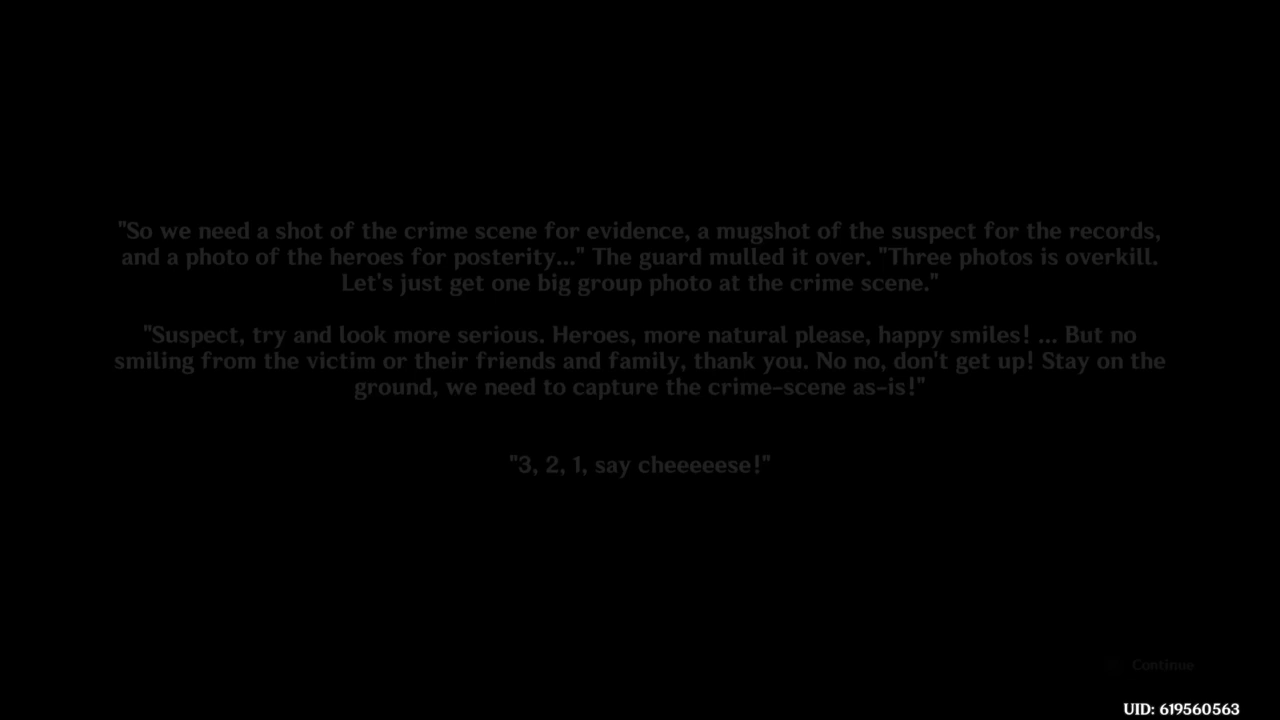 "So we need a shot of the crime scene for evidence, a mugshot of the suspect for the records,
and a photo of the heroes for posterity..." The guard mulled it over. "Three photos is overkill.
Let's just get one big group photo at the crime scene."
"Suspect, try and look more serious. Heroes, more natural please, happy smiles! ... But no
smiling from the victim or their friends and family, thank you. No no, don't get up! Stay on the
ground, we need to capture the crime-scene as-is!"
"3, 2, 1, say cheeeeese!"
Continue
UID: 619560563